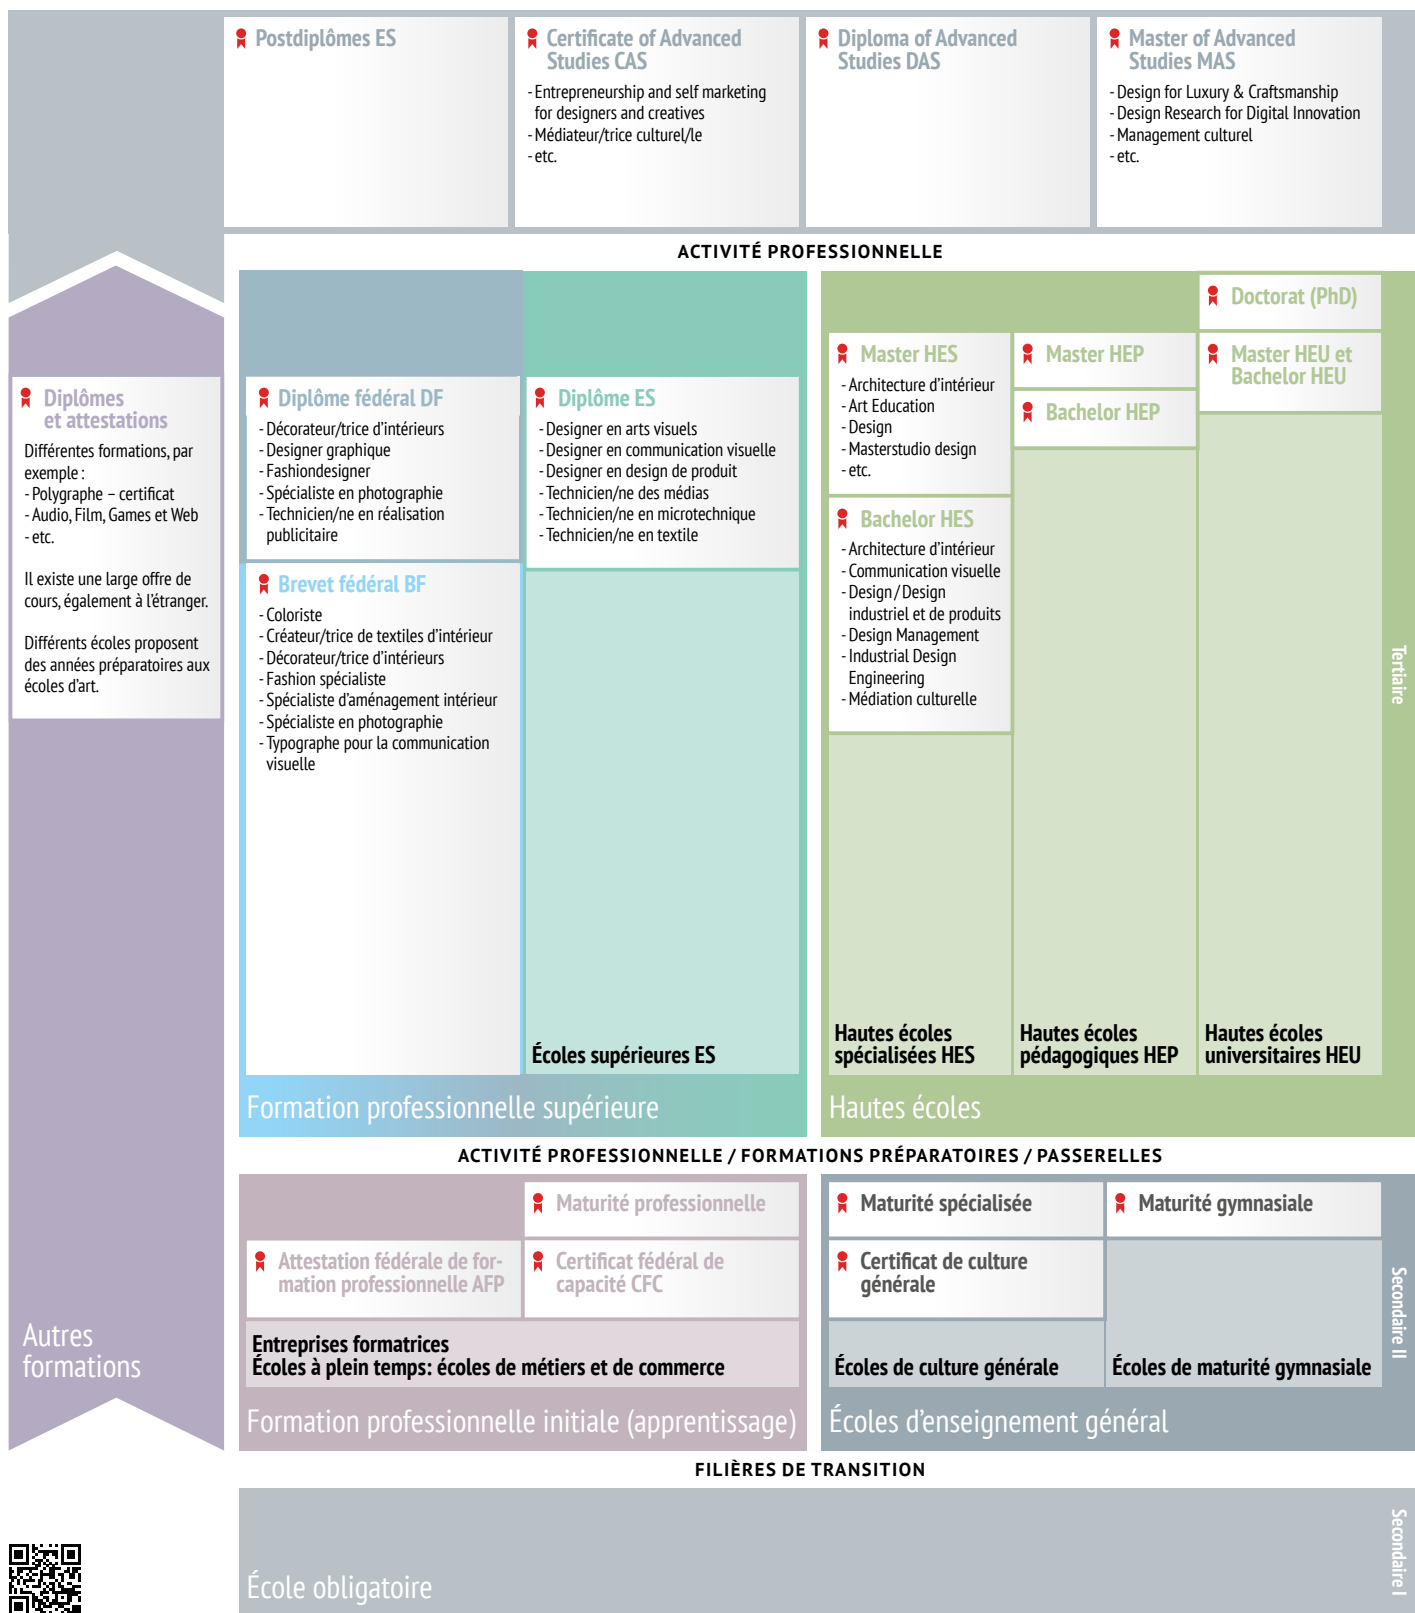 Postdiplômes ES
Certificate of Advanced
Studies CAS
- Entrepreneurship and self marketing
for designers and creatives
- Médiateur/trice culturel/le
- etc.
Diploma of Advanced
Studies DAS
Master of Advanced
Studies MAS
- Design for Luxury & Craftsmanship
- Design Research for Digital Innovation
- Management culturel
- etc.
ACTIVITÉ PROFESSIONNELLE
Diplômes
et attestations
Différentes formations, par
exemple :
- Polygraphe – certificat
- Audio, Film, Games et Web
- etc.
Il existe une large offre de
cours, également à l'étranger.
Différents écoles proposent
des années préparatoires aux
écoles d'art.
Autres
formations
Diplôme fédéral DF
- Décorateur/trice d'intérieurs
- Designer graphique
- Fashiondesigner
- Spécialiste en photographie
- Technicien/ne en réalisation
publicitaire
Brevet fédéral BF
- Coloriste
- Créateur/trice de textiles d'intérieur
- Décorateur/trice d'intérieurs
- Fashion spécialiste
- Spécialiste d'aménagement intérieur
- Spécialiste en photographie
- Typographe pour la communication
visuelle
Diplôme ES
- Designer en arts visuels
- Designer en communication visuelle
- Designer en design de produit
- Technicien/ne des médias
- Technicien/ne en microtechnique
- Technicien/ne en textile
Écoles supérieures ES
Formation professionnelle supérieure
Master HES
- Architecture d'intérieur
- Art Education
- Design
- Masterstudio design
- etc.
Bachelor HES
- Architecture d'intérieur
- Communication visuelle
- Design / Design
industriel et de produits
- Design Management
- Industrial Design
Engineering
- Médiation culturelle
Hautes écoles
spécialisées HES
Master HEP
Bachelor HEP
Hautes écoles
pédagogiques HEP
Doctorat (PhD)
Master HEU et
Bachelor HEU
Hautes écoles
universitaires HEU
Hautes écoles
Tertiaire
ACTIVITÉ PROFESSIONNELLE / FORMATIONS PRÉPARATOIRES / PASSERELLES
Maturité professionnelle
Attestation fédérale de for-
mation professionnelle AFP
Certificat fédéral de
capacité CFC
Entreprises formatrices
Écoles à plein temps: écoles de métiers et de commerce
Formation professionnelle initiale (apprentissage)
Maturité spécialisée
Certificat de culture
générale
Écoles de culture générale
Maturité gymnasiale
Écoles de maturité gymnasiale
Écoles d'enseignement général
Secondaire II
FILIÈRES DE TRANSITION
École obligatoire
Secondaire I